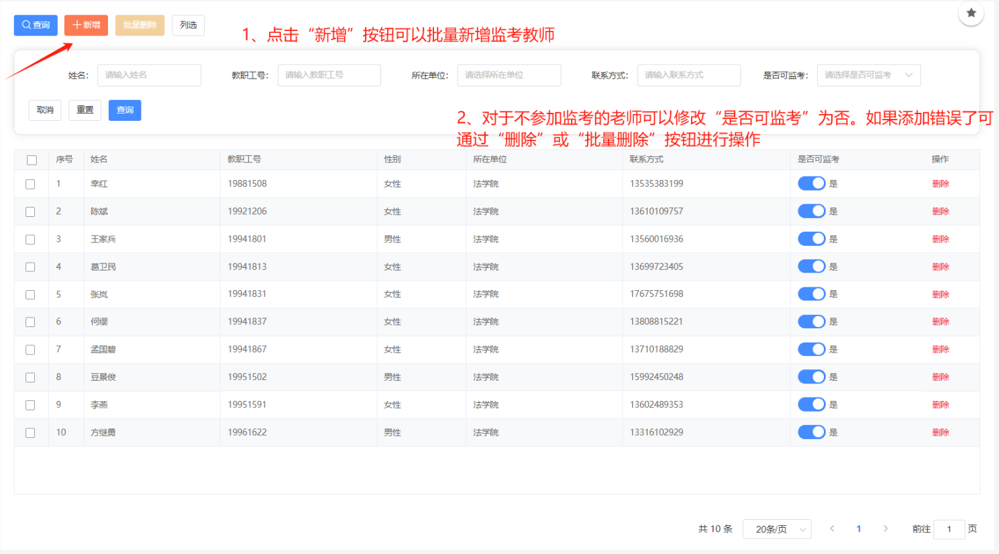 查询 新增 批量删除 列选
1、点击“新增”按钮可以批量新增监考教师
姓名： 请输入姓名 教职工号： 请输入教职工号 所在单位： 请选择所在单位 联系方式： 请输入联系方式 是否可监考： 请选择是否可监考
取消 重置 查询
2、对于不参加监考的老师可以修改“是否可监考”为否。如果添加错误了可
通过“删除”或“批量删除”按钮进行操作
序号 姓名 教职工号 性别 所在单位 联系方式 是否可监考 操作
1 幸红 19881508 女性 法学院 13535383199 是 删除
2 陈斌 19921206 女性 法学院 13610109757 是 删除
3 王家兵 19941801 男性 法学院 13560016936 是 删除
4 葛卫民 19941813 女性 法学院 13699723405 是 删除
5 张岚 19941831 女性 法学院 17675751698 是 删除
6 何缨 19941837 女性 法学院 13808815221 是 删除
7 孟国碧 19941867 女性 法学院 13710188829 是 删除
8 豆景俊 19951502 男性 法学院 15992450248 是 删除
9 李燕 19951591 女性 法学院 13602489353 是 删除
10 方继勇 19961622 男性 法学院 13316102929 是 删除
共 10 条 20条/页 1 前往 1 页